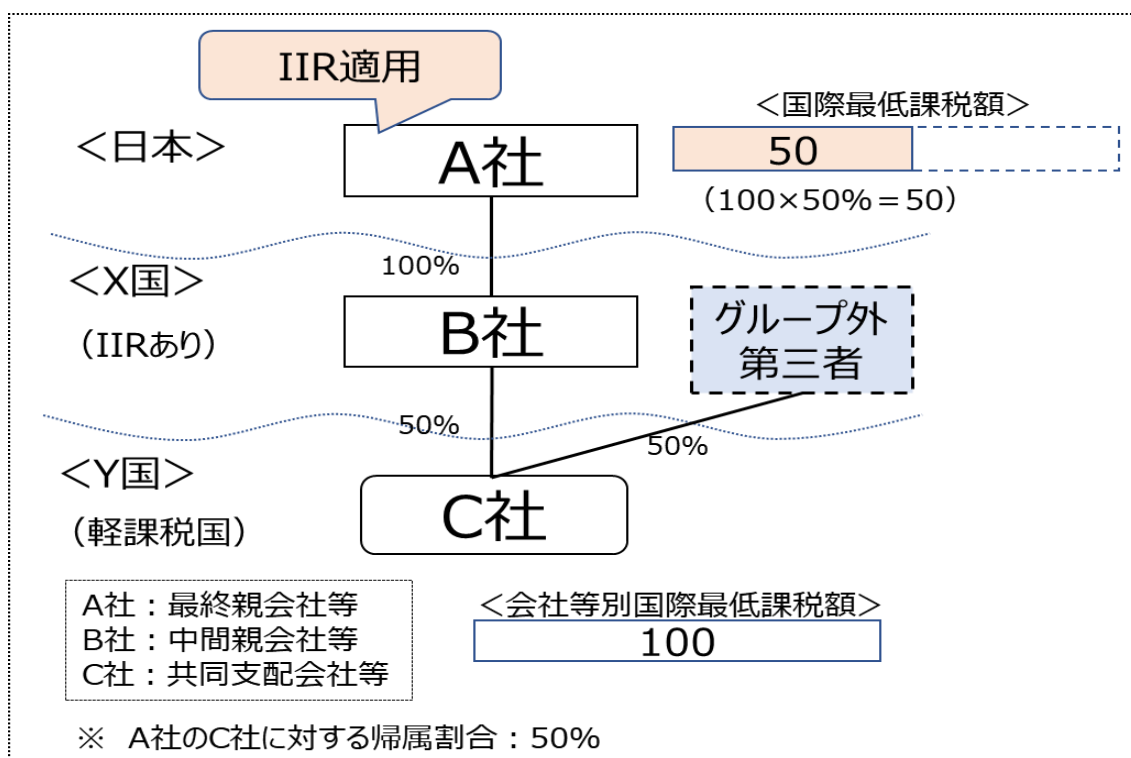 IIR適用
<国際最低課税額>
<日本>
A社
50
(100×50%=50)
100%
<X国>
(IIRあり)
B社
グループ外
第三者
50%
50%
<Y国>
(軽課税国)
C社
A社:最終親会社等
B社:中間親会社等
C社:共同支配会社等
<会社等別国際最低課税額>
100
※ A社のC社に対する帰属割合:50%